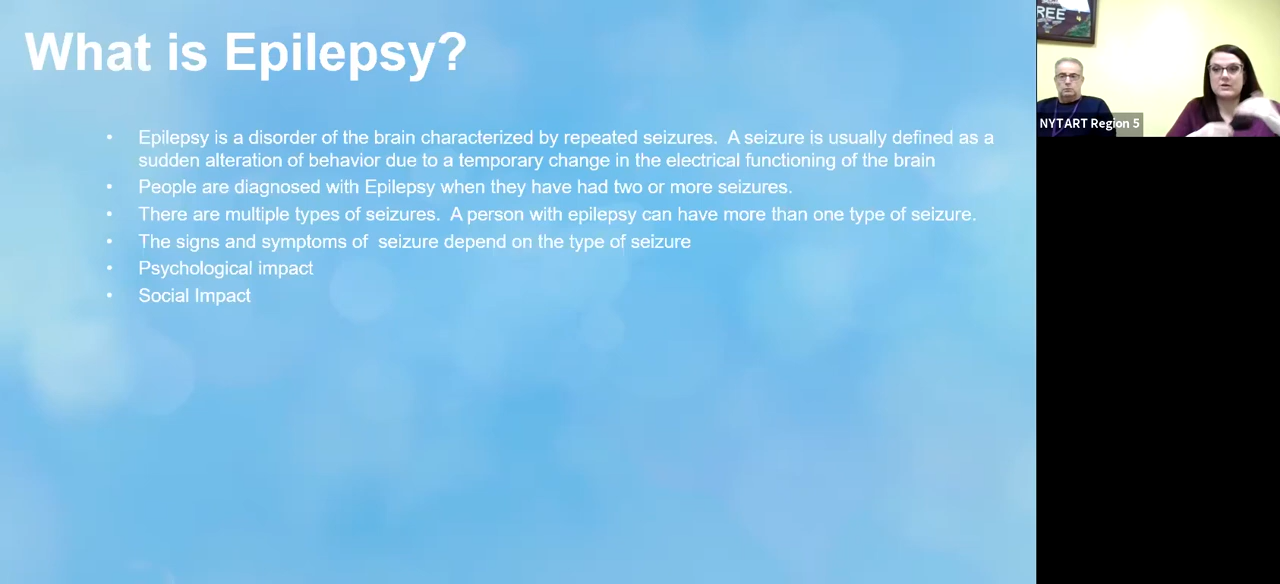 What is Epilepsy?
• Epilepsy is a disorder of the brain characterized by repeated seizures.  A seizure is usually defined as a
sudden alteration of behavior due to a temporary change in the electrical functioning of the brain
• People are diagnosed with Epilepsy when they have had two or more seizures.
• There are multiple types of seizures.  A person with epilepsy can have more than one type of seizure.
• The signs and symptoms of  seizure depend on the type of seizure
• Psychological impact
• Social Impact
REE
NYTART Region 5